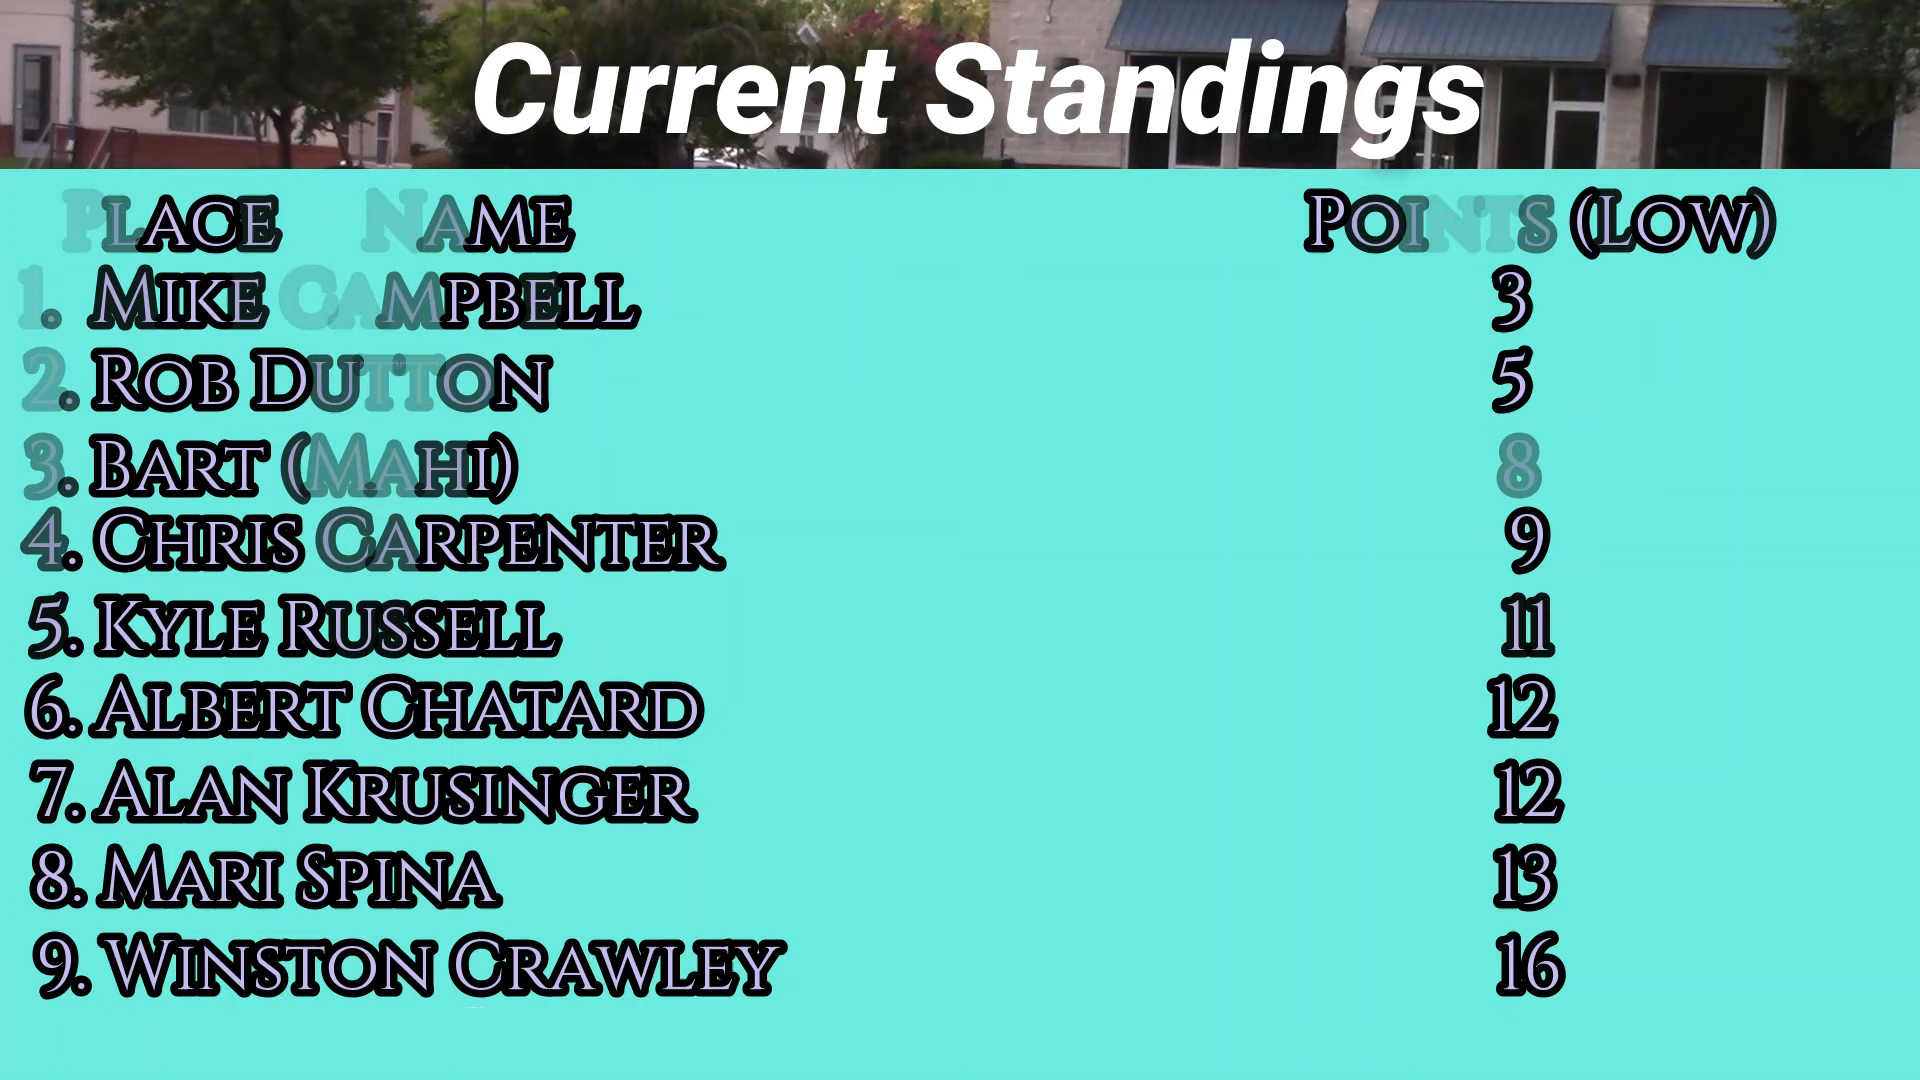 Current Standings
Place Name Points (Low)
1. Mike Campbell 3
2. Rob Dutton 5
3. Bart (Mahi) 8
4. Chris Carpenter 9
5. Kyle Russell 11
6. Albert Chatard 12
7. Alan Krusinger 12
8. Mari Spina 13
9. Winston Crawley 16